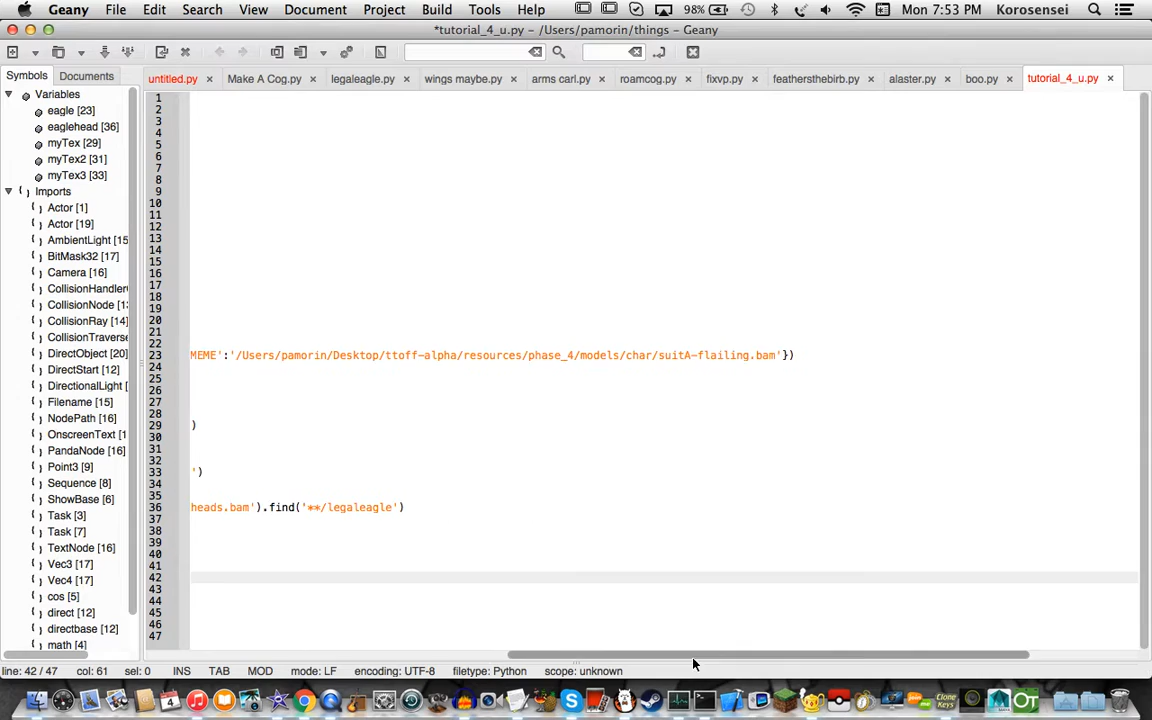 Geany File Edit Search View Document Project Build Tools Help 98% Mon 7:53 PM Korosensei
*tutorial_4_u.py – /Users/pamorin/things – Geany
Symbols Documents untitled.py Make A Cog.py legaleagle.py wings maybe.py arms carl.py roamcog.py fixvp.py feathersthebirb.py alaster.py boo.py tutorial_4_u.py
Variables
eagle [23]
eaglehead [36]
myTex [29]
myTex2 [31]
myTex3 [33]
Imports
Actor [1]
Actor [19]
AmbientLight [15
BitMask32 [17]
Camera [16]
CollisionHandler
CollisionNode [13
CollisionRay [14]
CollisionTraverse
DirectObject [20]
DirectStart [12]
DirectionalLight [
Filename [15]
NodePath [16]
OnscreenText [1
PandaNode [16]
Point3 [9]
Sequence [8]
ShowBase [6]
Task [3]
Task [7]
TextNode [16]
Vec3 [17]
Vec4 [17]
cos [5]
direct [12]
directbase [12]
math [4]
1
2
3
4
5
6
7
8
9
10
11
12
13
14
15
16
17
18
19
20
21
22
23 MEME':'/Users/pamorin/Desktop/ttoff-alpha/resources/phase_4/models/char/suitA-flailing.bam'})
24
25
26
27
28
29 )
30
31
32
33 ')
34
35
36 heads.bam').find('**/legaleagle')
37
38
39
40
41
42
43
44
45
46
47
line: 42 / 47 col: 61 sel: 0 INS TAB MOD mode: LF encoding: UTF-8 filetype: Python scope: unknown